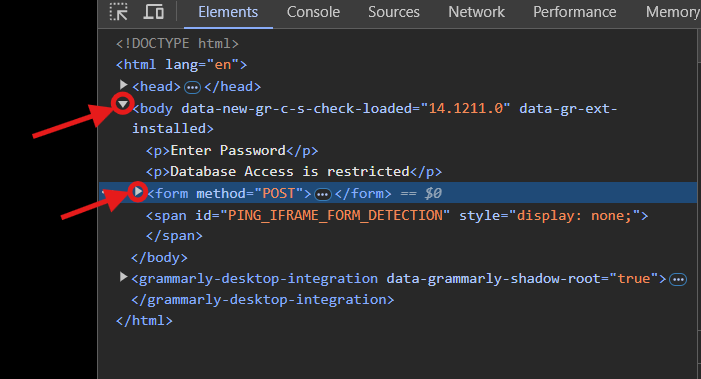 Elements Console Sources Network Performance Memory
<!DOCTYPE html>
<html lang="en">
<head>⋯</head>
<body data-new-gr-c-s-check-loaded="14.1211.0" data-gr-ext-
installed>
<p>Enter Password</p>
<p>Database Access is restricted</p>
<form method="POST">⋯</form> == $0
<span id="PING_IFRAME_FORM_DETECTION" style="display: none;">
</span>
</body>
<grammarly-desktop-integration data-grammarly-shadow-root="true">⋯
</grammarly-desktop-integration>
</html>